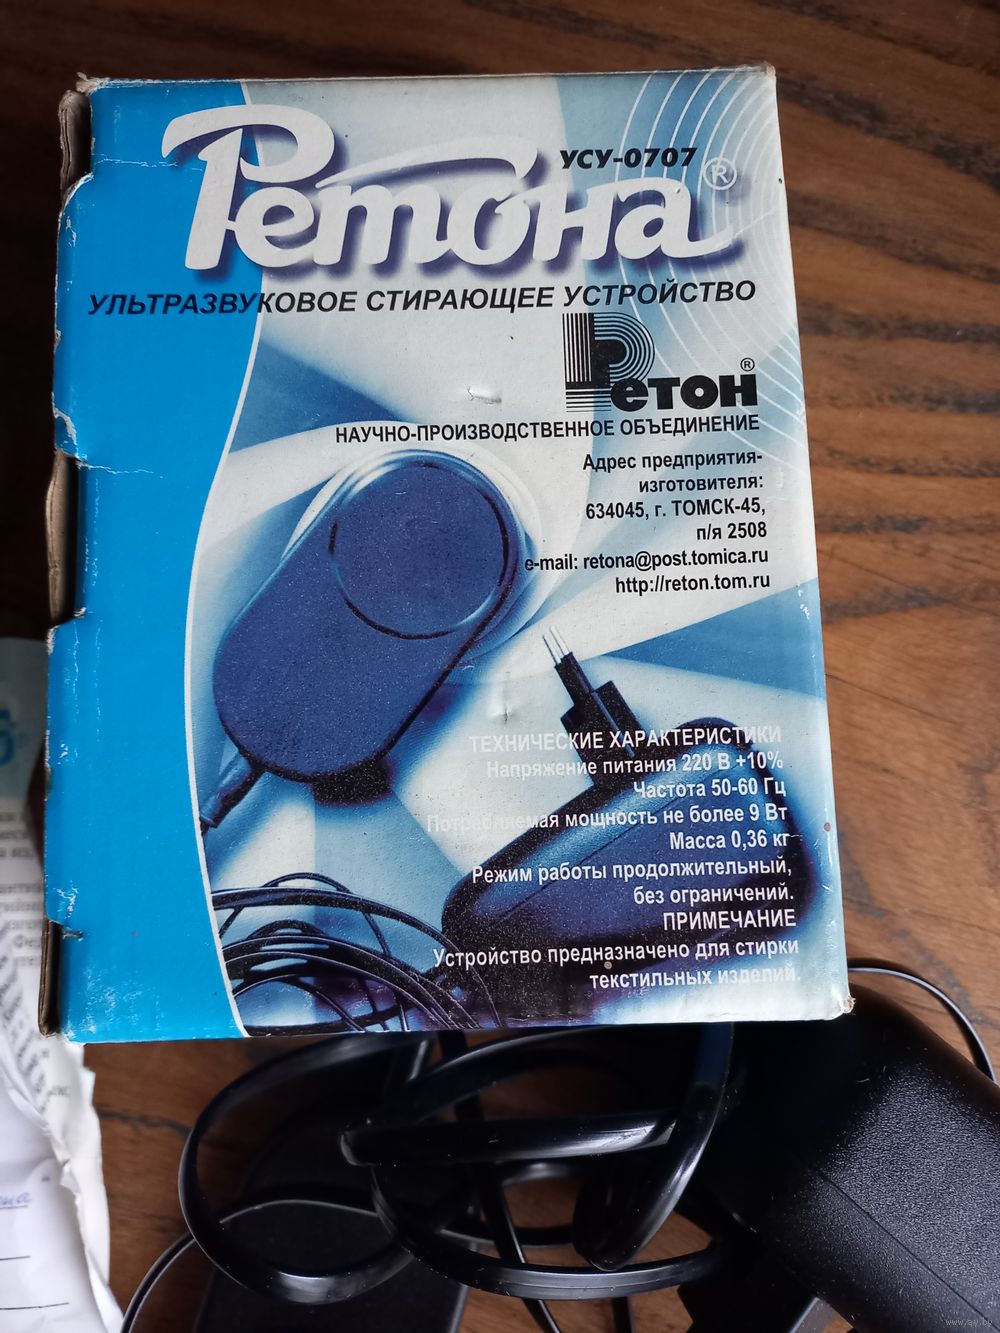 УСУ-0707
Ретона®
УЛЬТРАЗВУКОВОЕ СТИРАЮЩЕЕ УСТРОЙСТВО
Ретон®
НАУЧНО-ПРОИЗВОДСТВЕННОЕ ОБЪЕДИНЕНИЕ
Адрес предприятия-
изготовителя:
634045, г. ТОМСК-45,
п/я 2508
e-mail: retona@post.tomica.ru
http://reton.tom.ru
ТЕХНИЧЕСКИЕ ХАРАКТЕРИСТИКИ
Напряжение питания 220 В +10%
Частота 50-60 Гц
Потребляемая мощность не более 9 Вт
Масса 0,36 кг
Режим работы продолжительный,
без ограничений.
ПРИМЕЧАНИЕ
Устройство предназначено для стирки
текстильных изделий.
www.ay.by